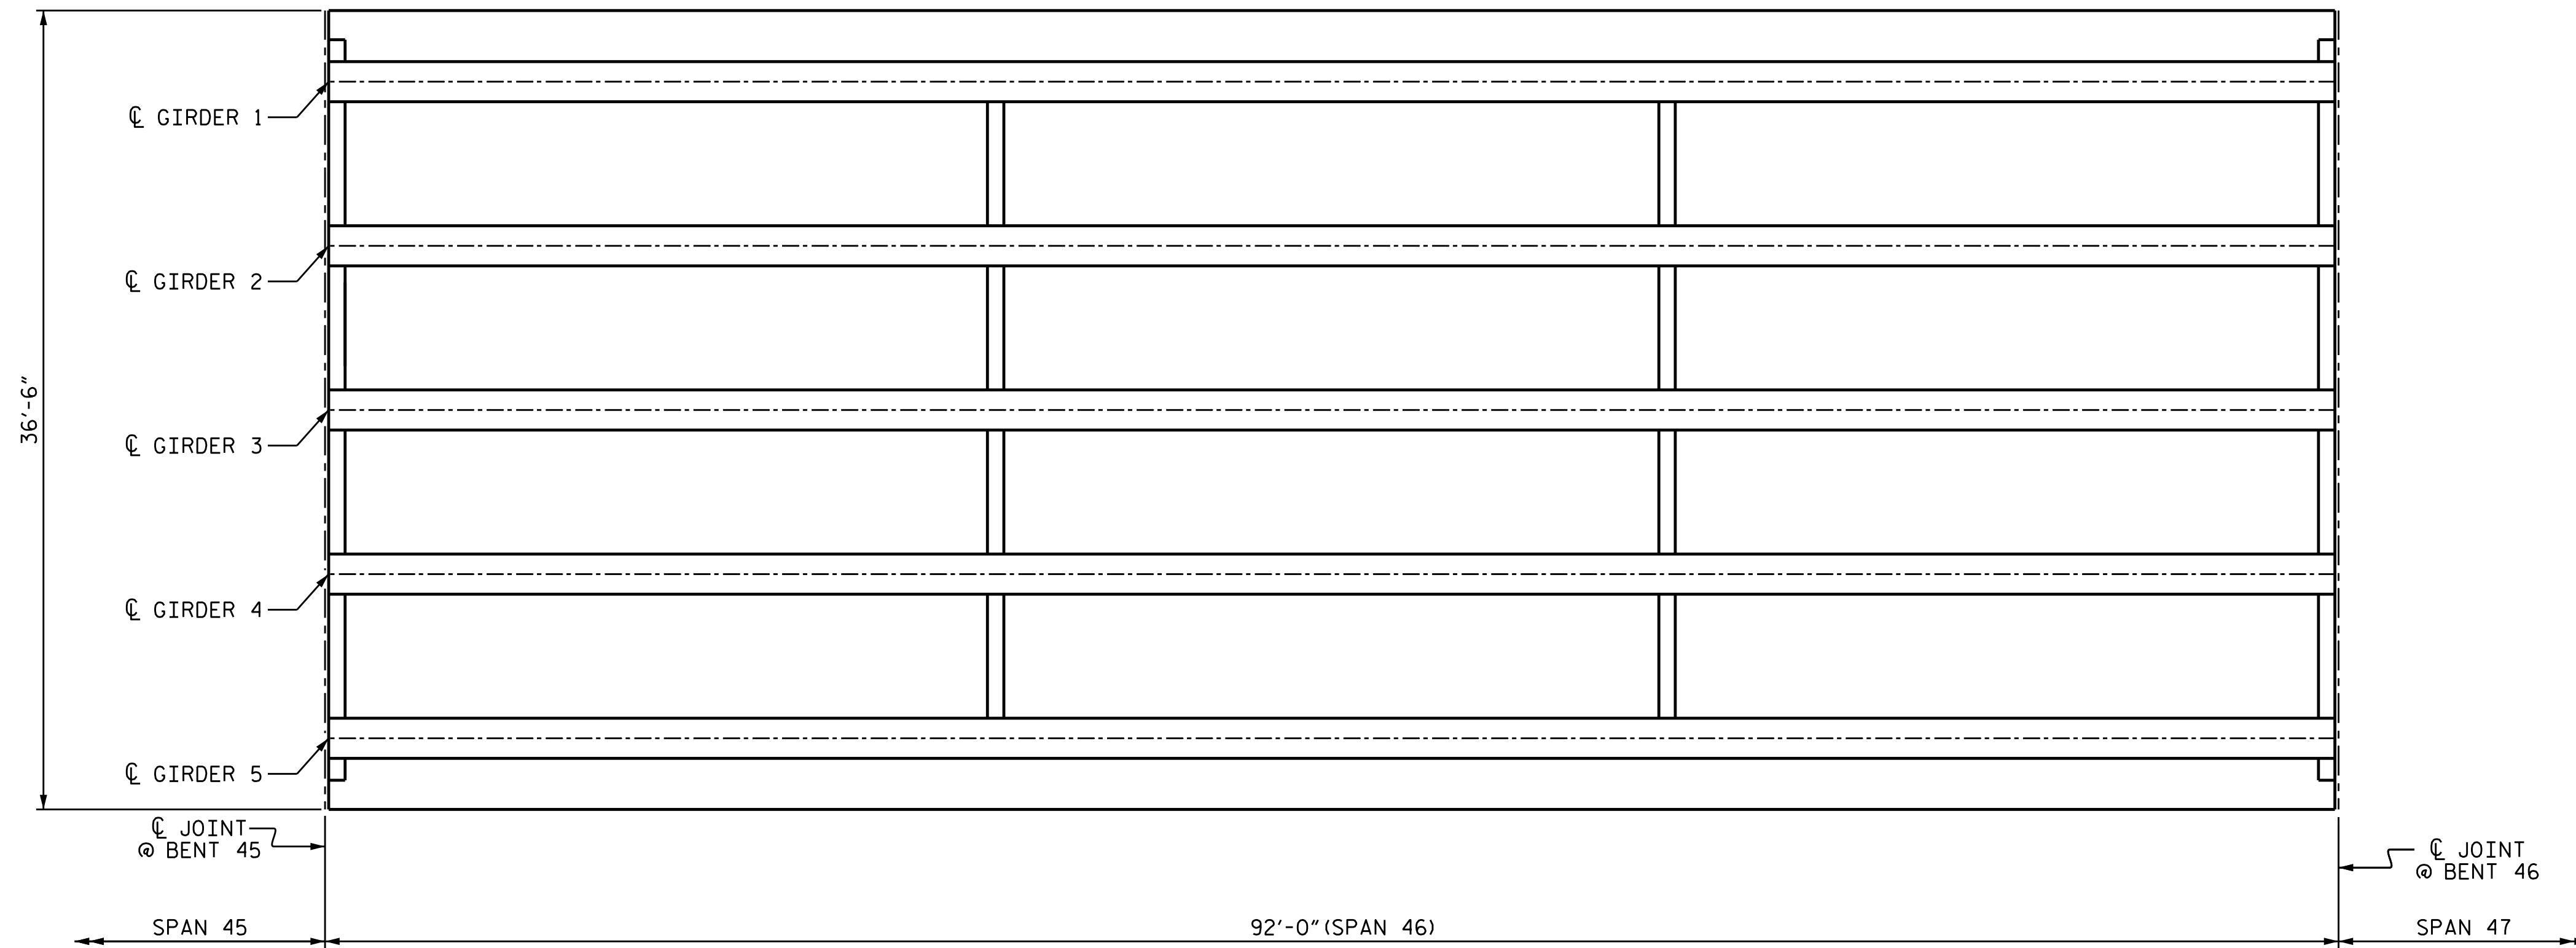 ℄ GIRDER 1
℄ GIRDER 2
36'-6"
℄ GIRDER 3
℄ GIRDER 4
℄ GIRDER 5
℄ JOINT
@ BENT 45
℄ JOINT
@ BENT 46
SPAN 45
92'-0"(SPAN 46)
SPAN 47